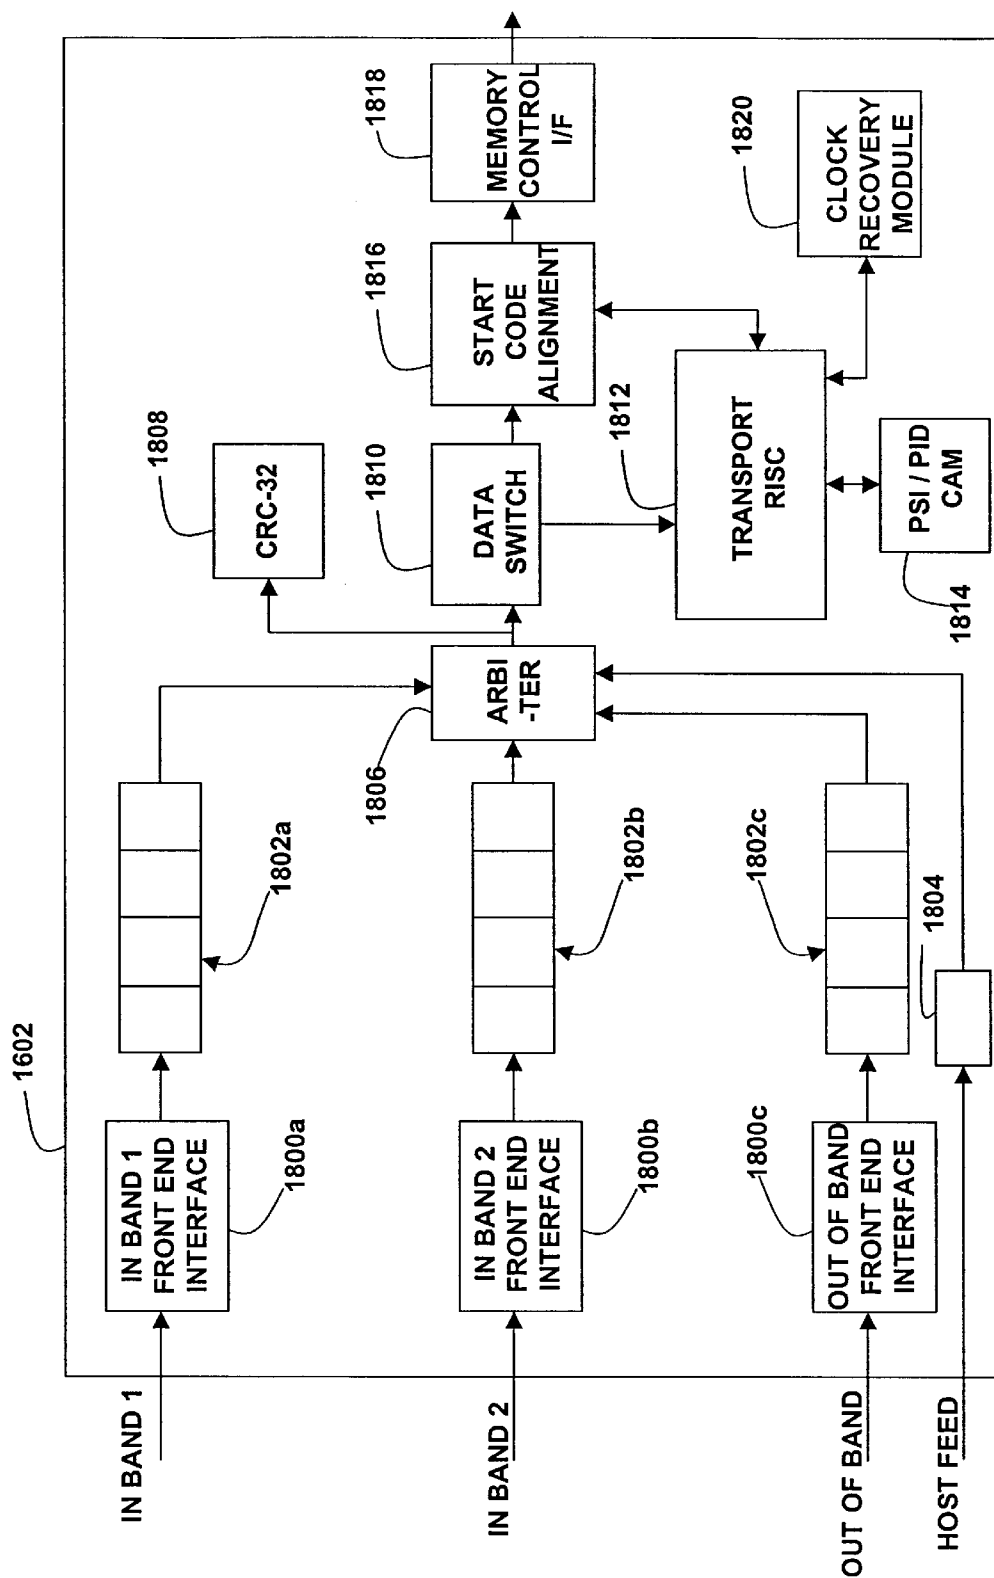 1602
IN BAND 1
IN BAND 1
FRONT END
INTERFACE
1800a
1802a
1808
CRC-32
IN BAND 2
IN BAND 2
FRONT END
INTERFACE
1800b
1802b
1806
ARBI
-TER
1810
DATA
SWITCH
1816
START
CODE
ALIGNMENT
1818
MEMORY
CONTROL
I/F
OUT OF BAND
OUT OF BAND
FRONT END
INTERFACE
1800c
1802c
1812
TRANSPORT
RISC
1820
CLOCK
RECOVERY
MODULE
HOST FEED
1804
1814
PSI / PID
CAM